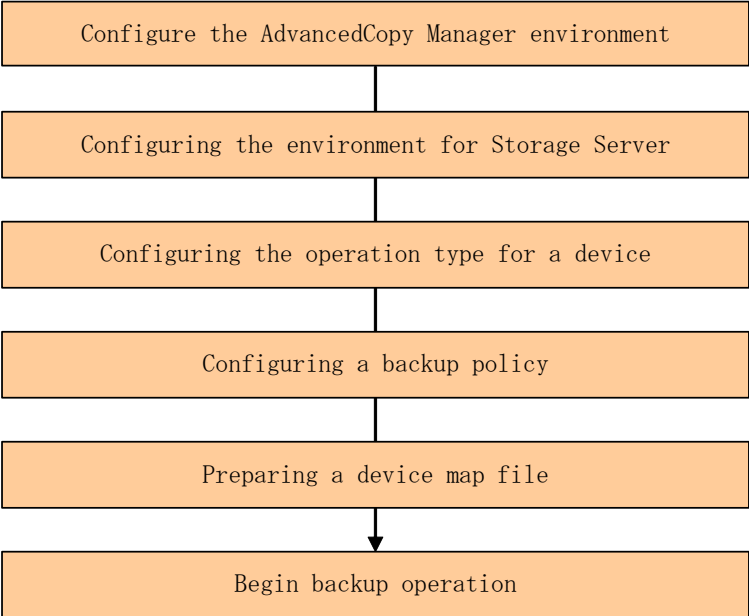 Configure the AdvancedCopy Manager environment
Configuring the environment for Storage Server
Configuring the operation type for a device
Configuring a backup policy
Preparing a device map file
Begin backup operation